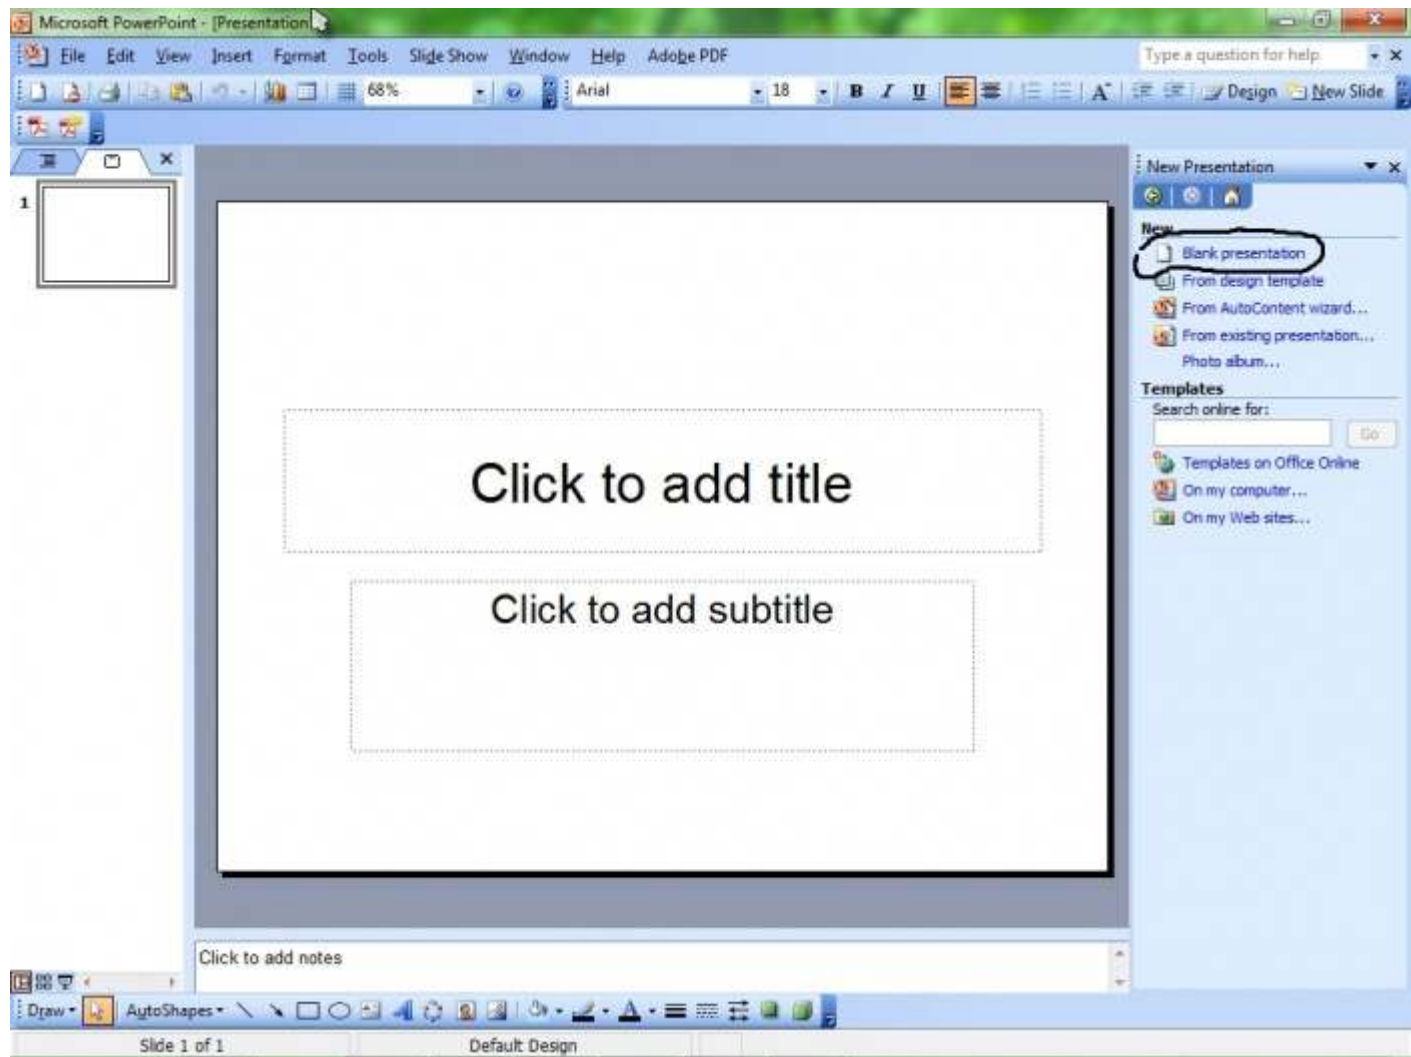 Microsoft PowerPoint - [Presentation
File Edit View Insert Format Tools Slide Show Window Help Adobe PDF Type a question for help
68% Arial 18 B I U A Design New Slide
New Presentation
1
New
Blank presentation
From design template
From AutoContent wizard...
From existing presentation...
Photo album...
Templates
Search online for:
Go
Templates on Office Online
On my computer...
On my Web sites...
Click to add title
Click to add subtitle
Click to add notes
Draw AutoShapes A
Slide 1 of 1 Default Design